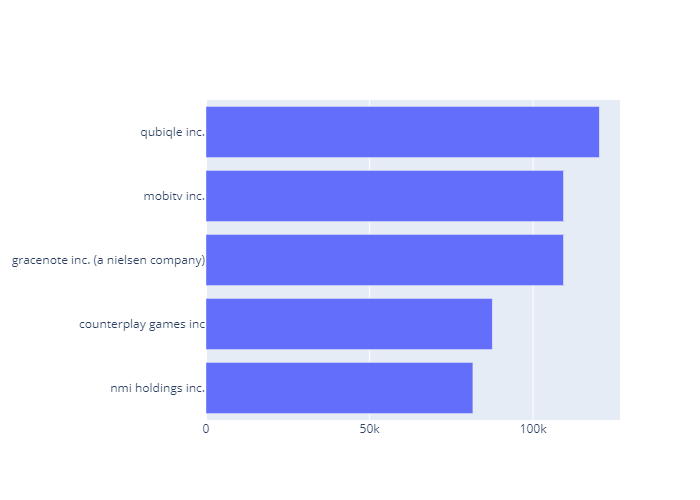 qubiqle inc.
mobitv inc.
gracenote inc. (a nielsen company)
counterplay games inc
nmi holdings inc.
0 50k 100k